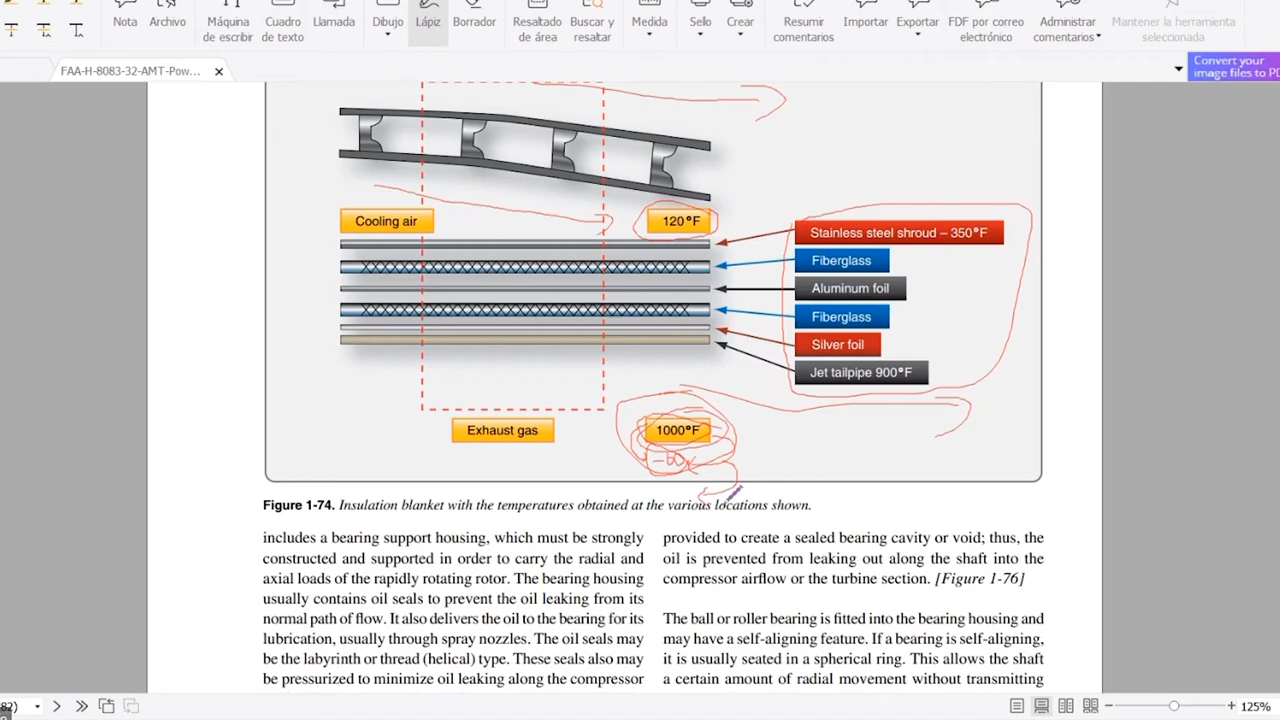 Nota
Archivo
Máquina
de escribir
Cuadro
de texto
Llamada
Dibujo
Lápiz
Borrador
Resaltado
de área
Buscar y
resaltar
Medida
Sello
Crear
Resumir
comentarios
Importar
Exportar
FDF por correo
electrónico
Administrar
comentarios
Mantener la herramienta
seleccionada
FAA-H-8083-32-AMT-Pow...
Convert your
image files to PD
Cooling air
120°F
Stainless steel shroud – 350°F
Fiberglass
Aluminum foil
Fiberglass
Silver foil
Jet tailpipe 900°F
Exhaust gas
1000°F
Figure 1-74. Insulation blanket with the temperatures obtained at the various locations shown.
includes a bearing support housing, which must be strongly
constructed and supported in order to carry the radial and
axial loads of the rapidly rotating rotor. The bearing housing
usually contains oil seals to prevent the oil leaking from its
normal path of flow. It also delivers the oil to the bearing for its
lubrication, usually through spray nozzles. The oil seals may
be the labyrinth or thread (helical) type. These seals also may
be pressurized to minimize oil leaking along the compressor
provided to create a sealed bearing cavity or void; thus, the
oil is prevented from leaking out along the shaft into the
compressor airflow or the turbine section. [Figure 1-76]
The ball or roller bearing is fitted into the bearing housing and
may have a self-aligning feature. If a bearing is self-aligning,
it is usually seated in a spherical ring. This allows the shaft
a certain amount of radial movement without transmitting
82)
125%